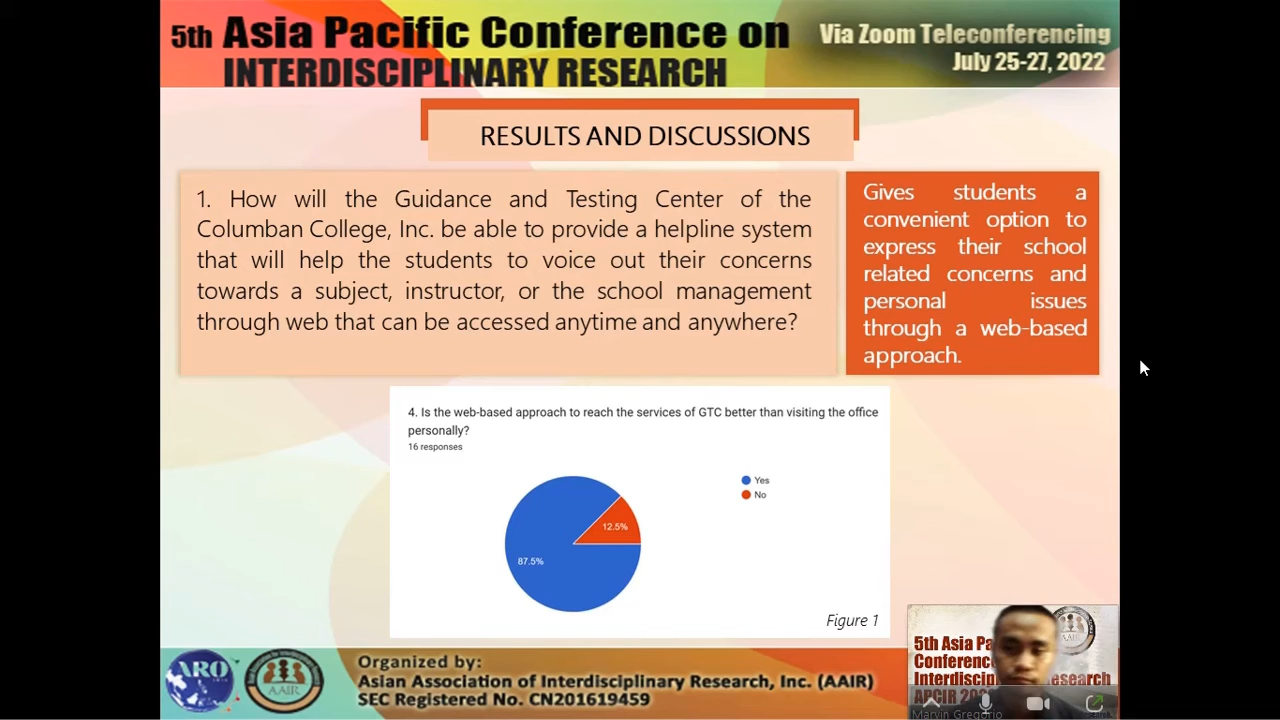 5th Asia Pacific Conference on
INTERDISCIPLINARY RESEARCH
Via Zoom Teleconferencing
July 25-27, 2022
RESULTS AND DISCUSSIONS
1. How will the Guidance and Testing Center of the
Columban College, Inc. be able to provide a helpline system
that will help the students to voice out their concerns
towards a subject, instructor, or the school management
through web that can be accessed anytime and anywhere?
Gives students a
convenient option to
express their school
related concerns and
personal issues
through a web-based
approach.
4. Is the web-based approach to reach the services of GTC better than visiting the office
personally?
16 responses
Yes
No
12.5%
87.5%
Figure 1
ARO
AAIR
Organized by:
Asian Association of Interdisciplinary Research, Inc. (AAIR)
SEC Registered No. CN201619459
5th Asia Pa
Conferenc
Interdisci
esearch
APCIR 20
Marvin Gregorio